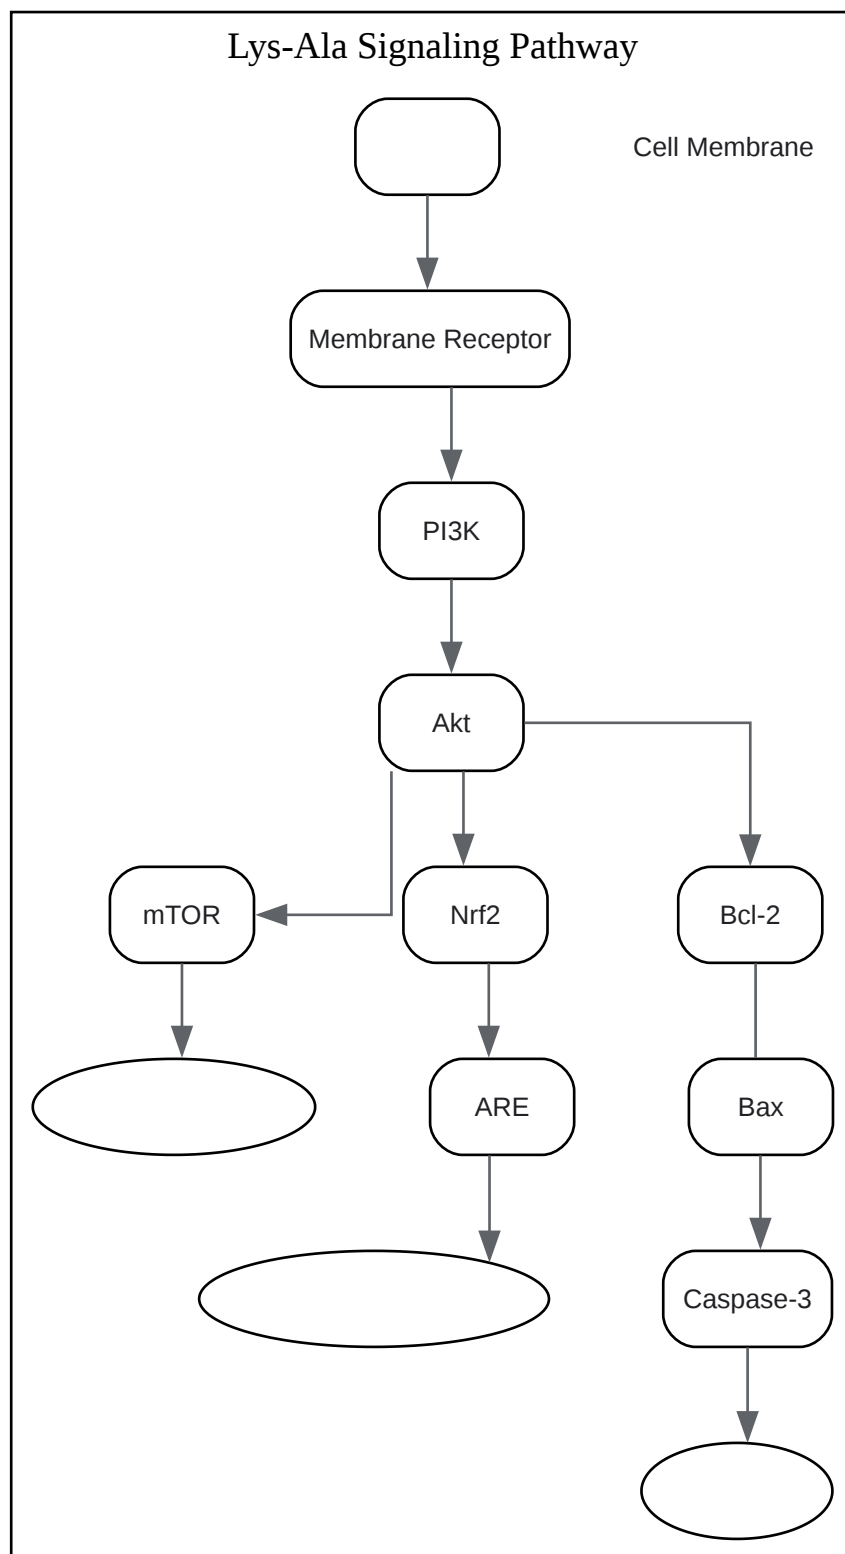 Lys-Ala Signaling Pathway
Cell Membrane
Membrane Receptor
PI3K
Akt
mTOR
Nrf2
Bcl-2
ARE
Bax
Caspase-3